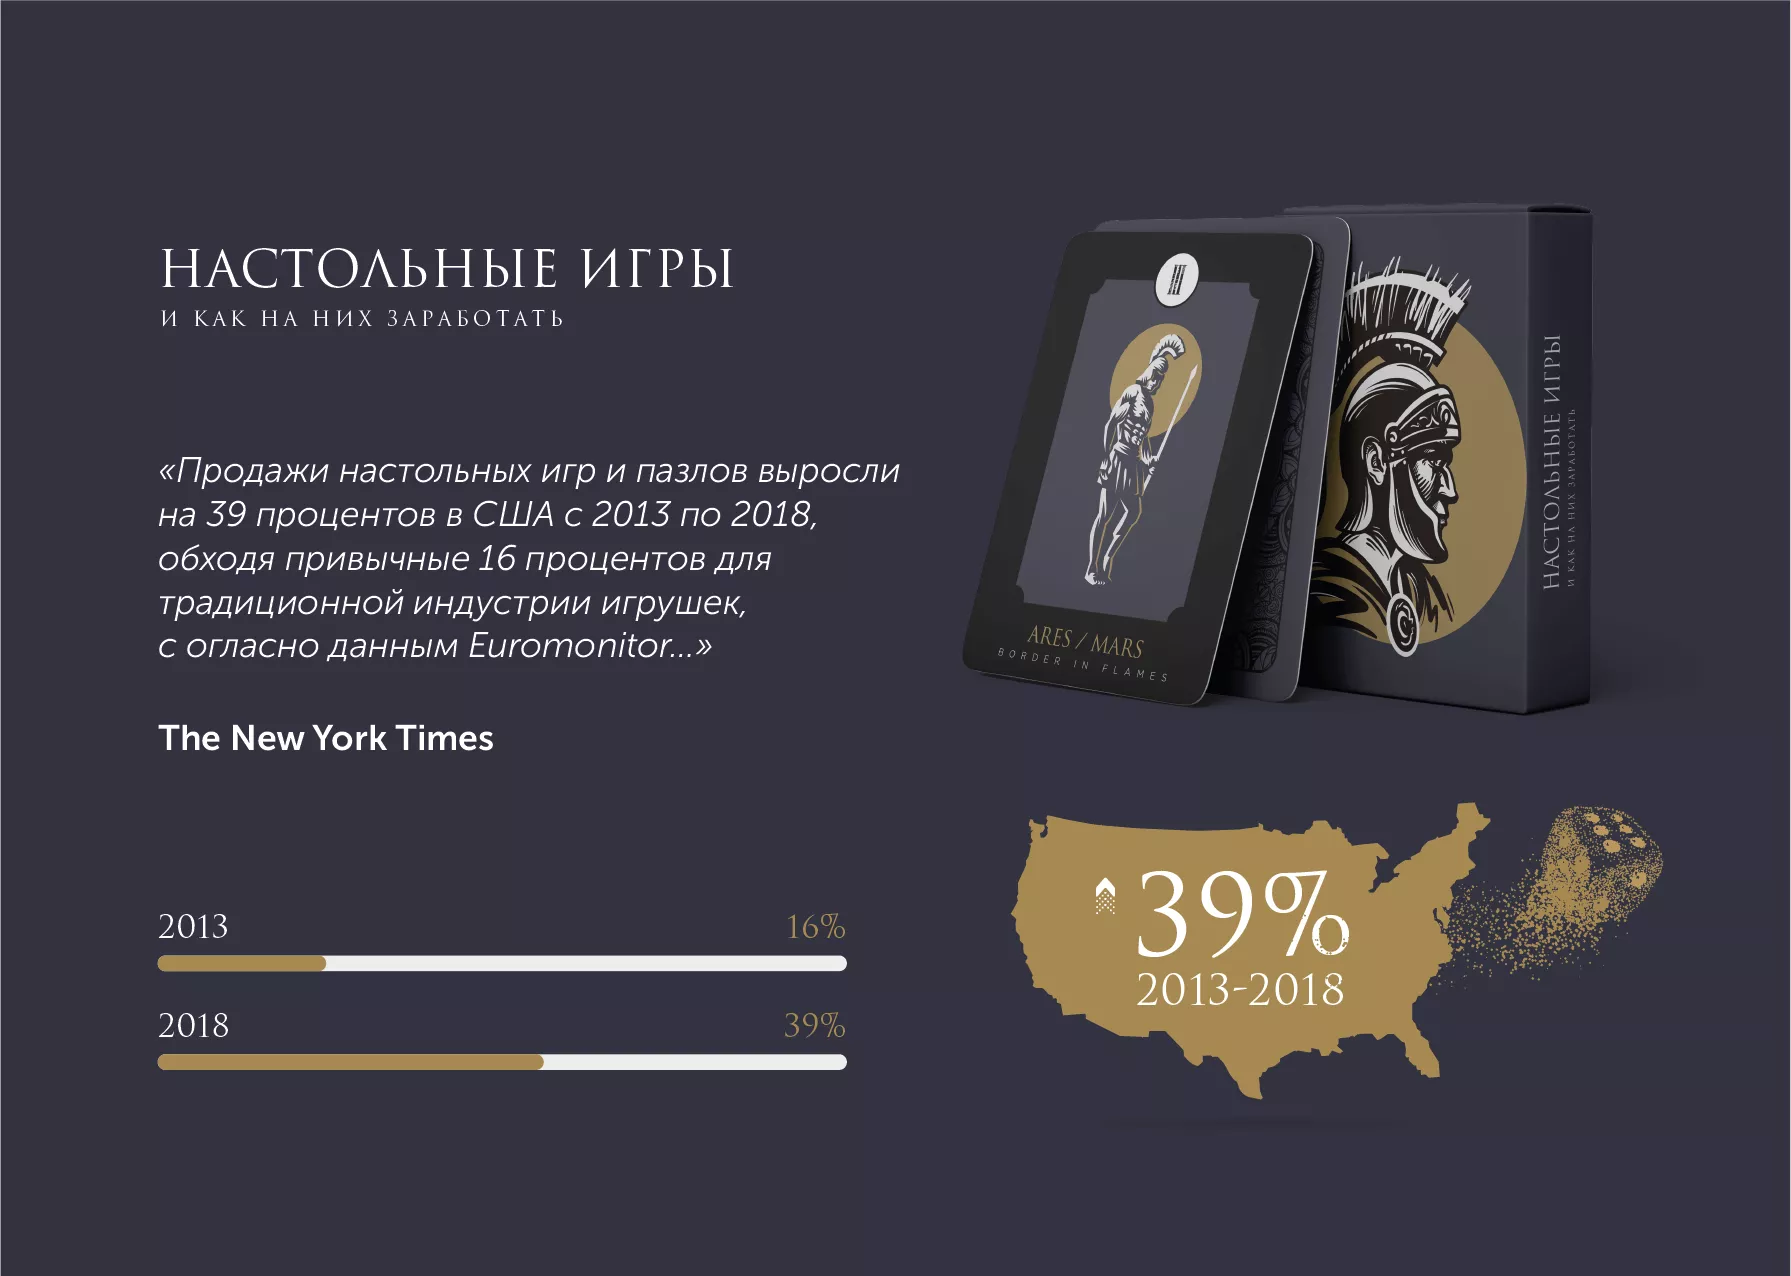 НАСТОЛЬНЫЕ ИГРЫ
И КАК НА НИХ ЗАРАБОТАТЬ
«Продажи настольных игр и пазлов выросли
на 39 процентов в США с 2013 по 2018,
обходя привычные 16 процентов для
традиционной индустрии игрушек,
с огласно данным Euromonitor...»
The New York Times
2013
16%
2018
39%
ARES / MARS
BORDER IN FLAMES
НАСТОЛЬНЫЕ ИГРЫ
И КАК НА НИХ ЗАРАБОТАТЬ
39%
2013-2018